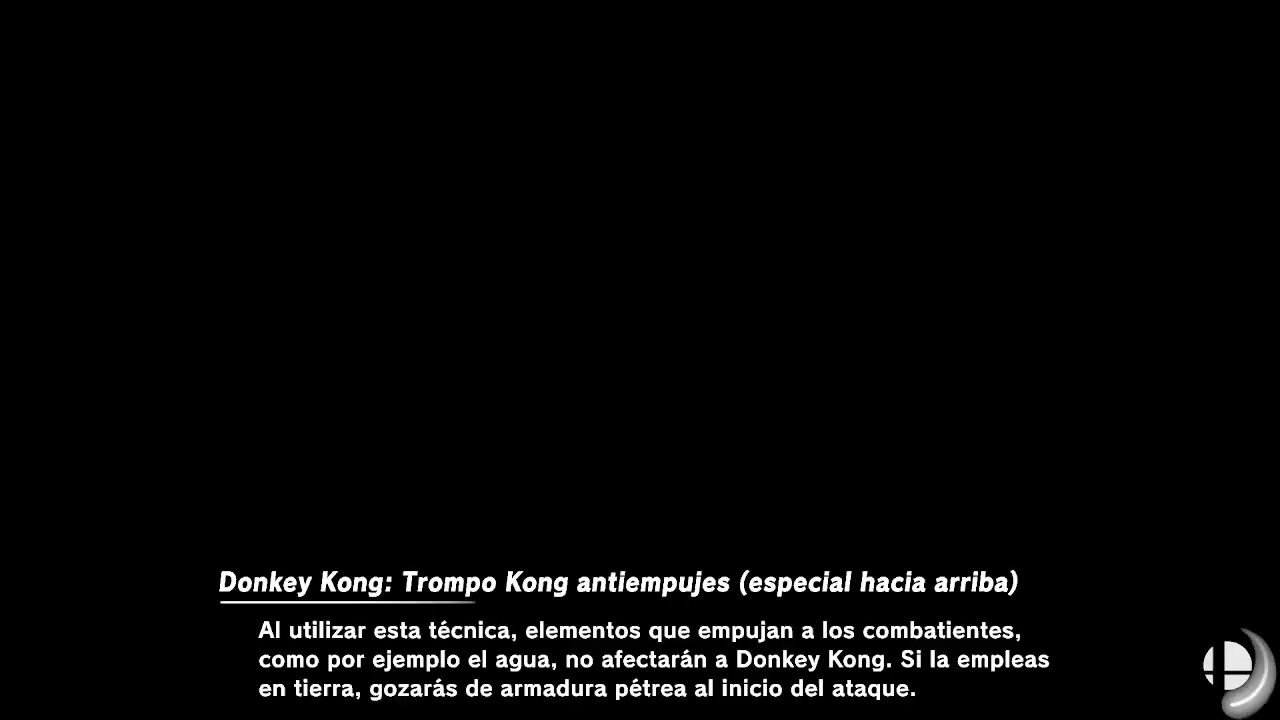 Donkey Kong: Trompo Kong antiempujes (especial hacia arriba)
Al utilizar esta técnica, elementos que empujan a los combatientes,
como por ejemplo el agua, no afectarán a Donkey Kong. Si la empleas
en tierra, gozarás de armadura pétrea al inicio del ataque.